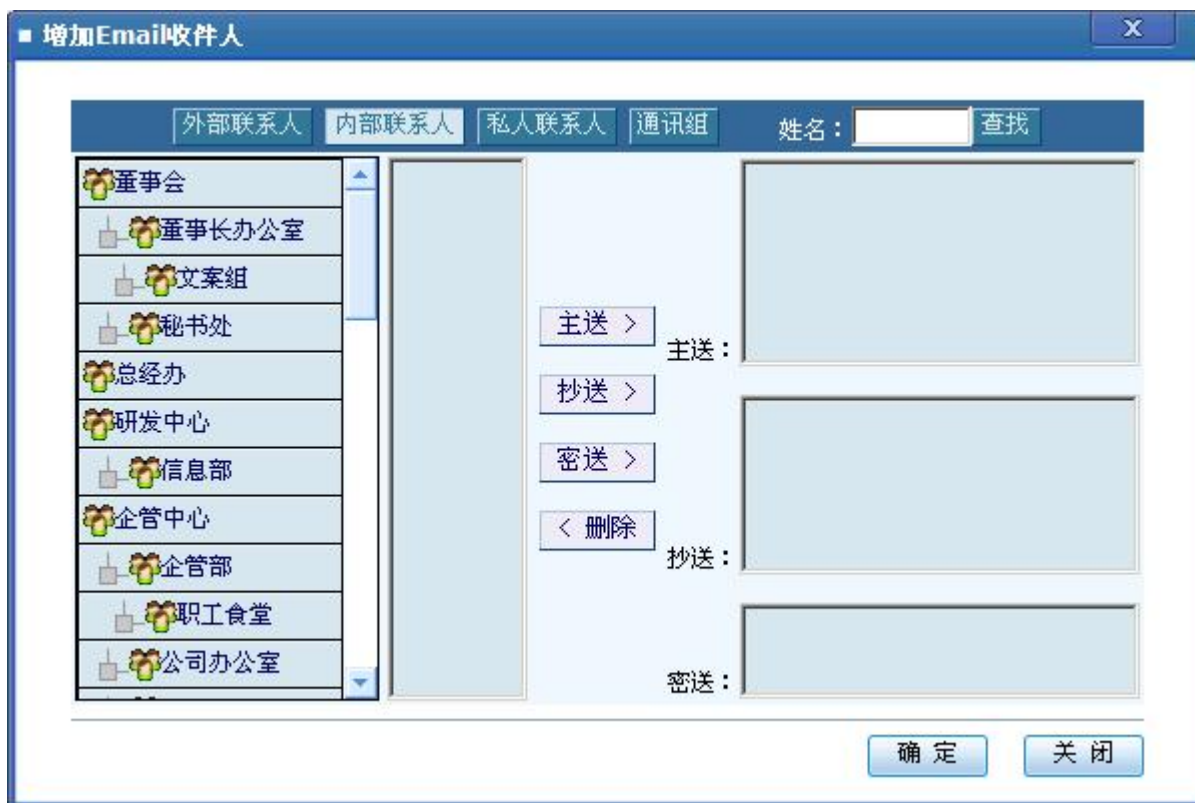 增加Email收件人
X
外部联系人 内部联系人 私人联系人 通讯组 姓名： 查找
董事会
董事长办公室
文案组
秘书处
总经办
研发中心
信息部
企管中心
企管部
职工食堂
公司办公室
主送 >
抄送 >
密送 >
< 删除
主送：
抄送：
密送：
确 定 关 闭